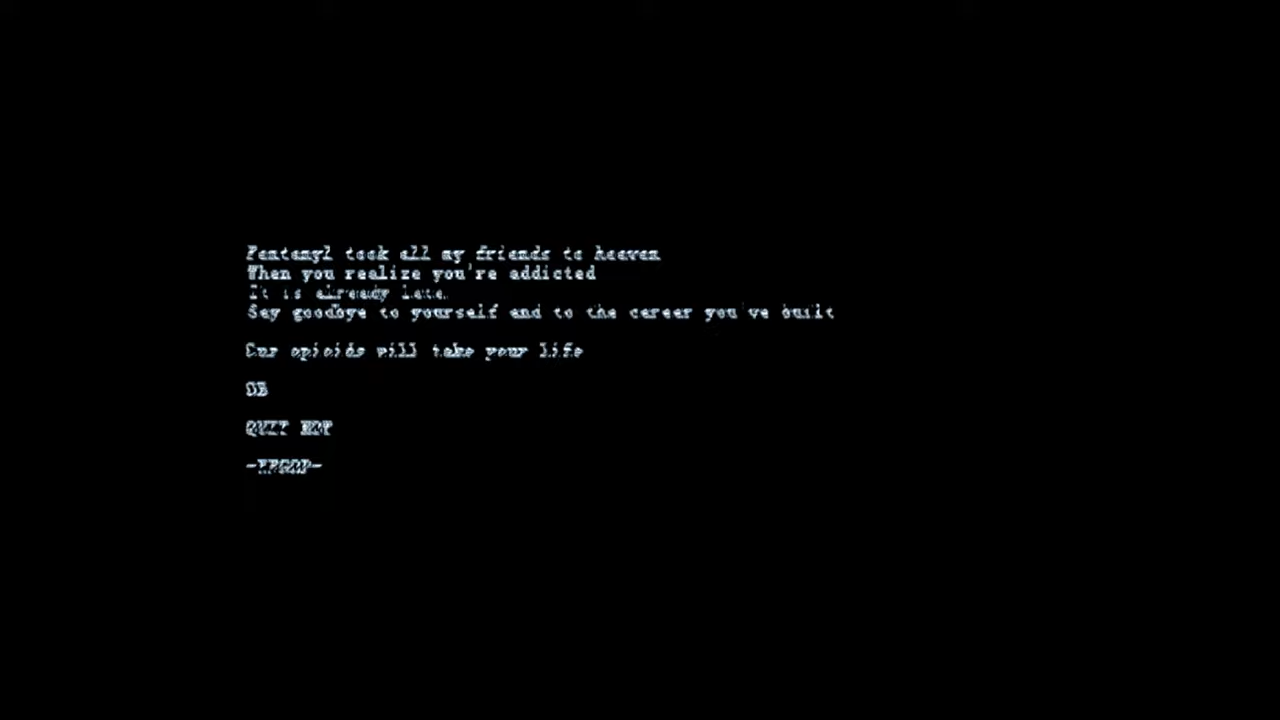 Fentanyl took all my friends to heaven
When you realize you're addicted
It is already late.
Say goodbye to yourself and to the career you've built
Our opioids will take your life
OR
QUIT NOW